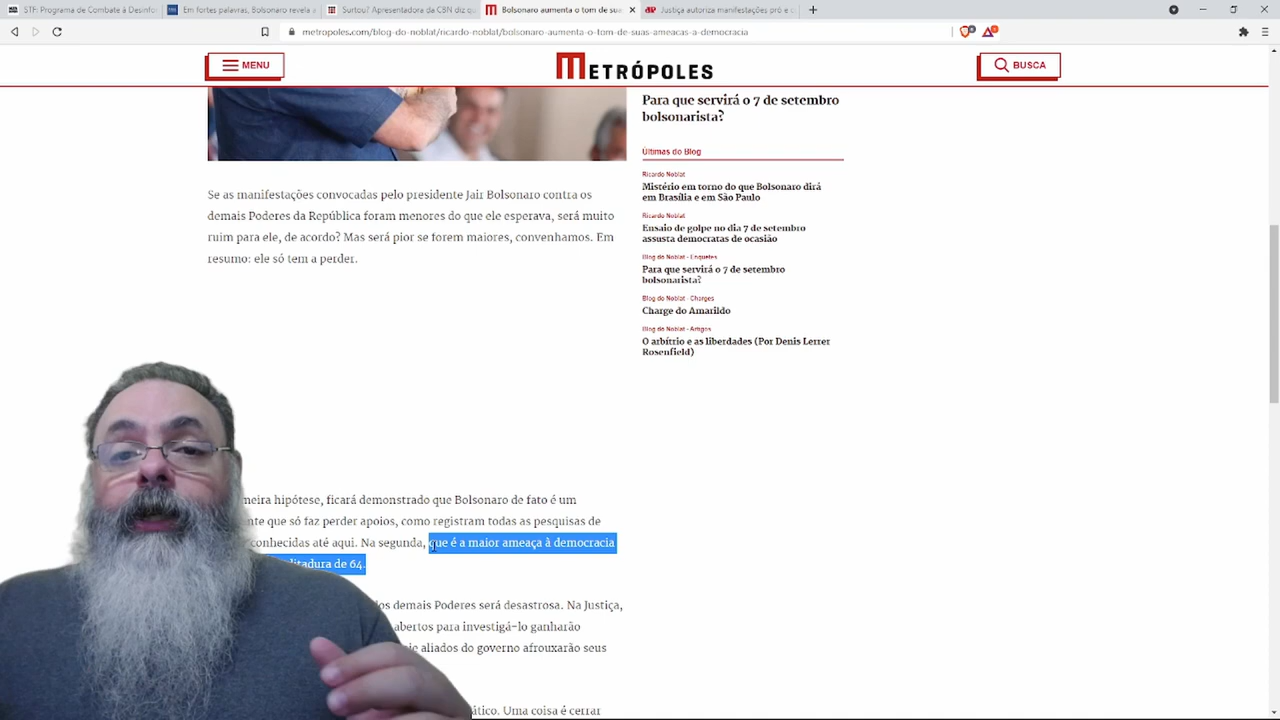 STF: Programa de Combate à Desinfor
Em fortes palavras, Bolsonaro revela a
Surtou? Apresentadora da CBN diz q
Bolsonaro aumenta o tom de sua
Justiça autoriza manifestações pró e c
metropoles.com/blog-do-noblat/ricardo-noblat/bolsonaro-aumenta-o-tom-de-suas-ameacas-a-democracia
MENU
METRÓPOLES
BUSCA
Para que servirá o 7 de setembro
bolsonarista?
Últimas do Blog
Ricardo Noblat
Mistério em torno do que Bolsonaro dirá
em Brasília e em São Paulo
Ricardo Noblat
Ensaio de golpe no dia 7 de setembro
assusta democratas de ocasião
Blog do Noblat - Enquetes
Para que servirá o 7 de setembro
bolsonarista?
Blog do Noblat - Charges
Charge do Amarildo
Blog do Noblat - Artigos
O arbítrio e as liberdades (Por Denis Lerrer
Rosenfield)
Se as manifestações convocadas pelo presidente Jair Bolsonaro contra os
demais Poderes da República foram menores do que ele esperava, será muito
ruim para ele, de acordo? Mas será pior se forem maiores, convenhamos. Em
resumo: ele só tem a perder.
meira hipótese, ficará demonstrado que Bolsonaro de fato é um
nte que só faz perder apoios, como registram todas as pesquisas de
conhecidas até aqui. Na segunda, que é a maior ameaça à democracia
ditadura de 64.
os demais Poderes será desastrosa. Na Justiça,
abertos para investigá-lo ganharão
aliados do governo afrouxarão seus
ático. Uma coisa é cerrar